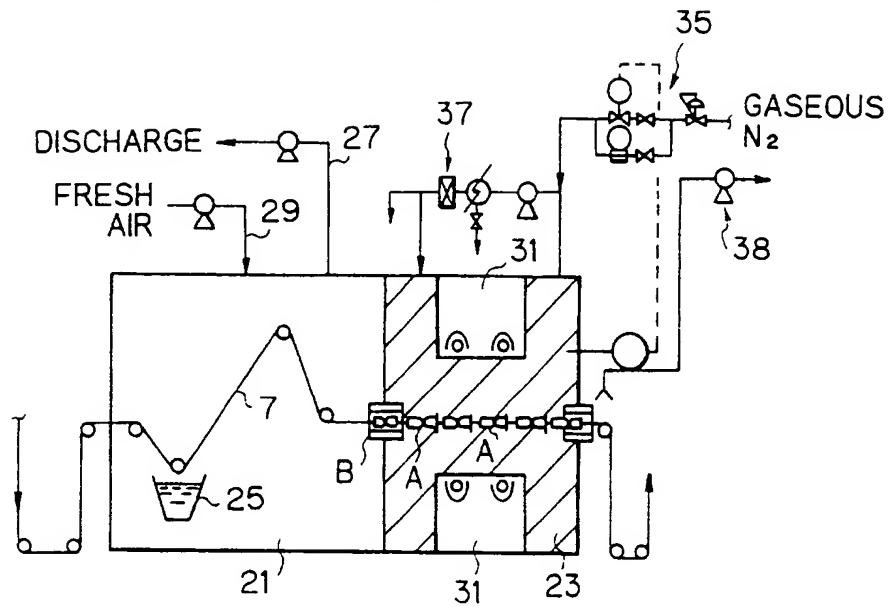 35
GASEOUS
N2
37
DISCHARGE
27
FRESH
AIR
29
38
31
7
B
A
A
25
21
31
23